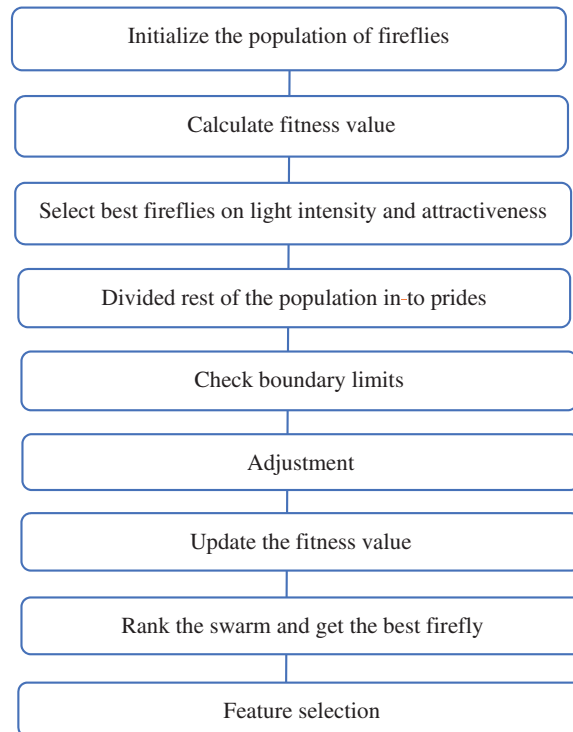 Initialize the population of fireflies
Calculate fitness value
Select best fireflies on light intensity and attractiveness
Divided rest of the population in-to prides
Check boundary limits
Adjustment
Update the fitness value
Rank the swarm and get the best firefly
Feature selection